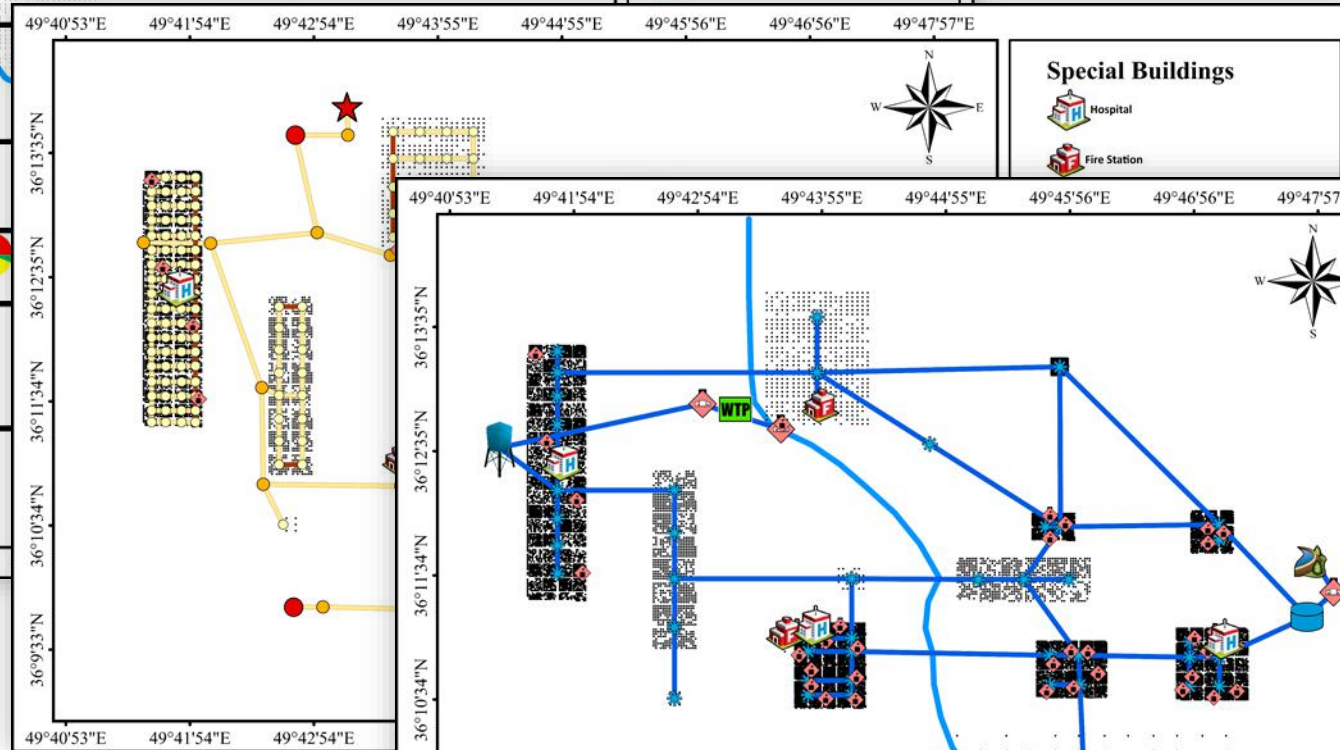 49°40'53"E 49°41'54"E 49°42'54"E 49°43'55"E 49°44'55"E 49°45'56"E 49°46'56"E 49°47'57"E
N
W E
S
Special Buildings
Hospital
Fire Station
36°13'35"N
36°12'35"N
36°11'34"N
36°10'34"N
36°9'33"N
49°40'53"E 49°41'54"E 49°42'54"E
49°40'53"E 49°41'54"E 49°42'54"E 49°43'55"E 49°44'55"E 49°45'56"E 49°46'56"E 49°47'57
N
W
S
36°13'35"N
36°12'35"N
36°11'34"N
36°10'34"N
WTP
H
F
H
F
H
H